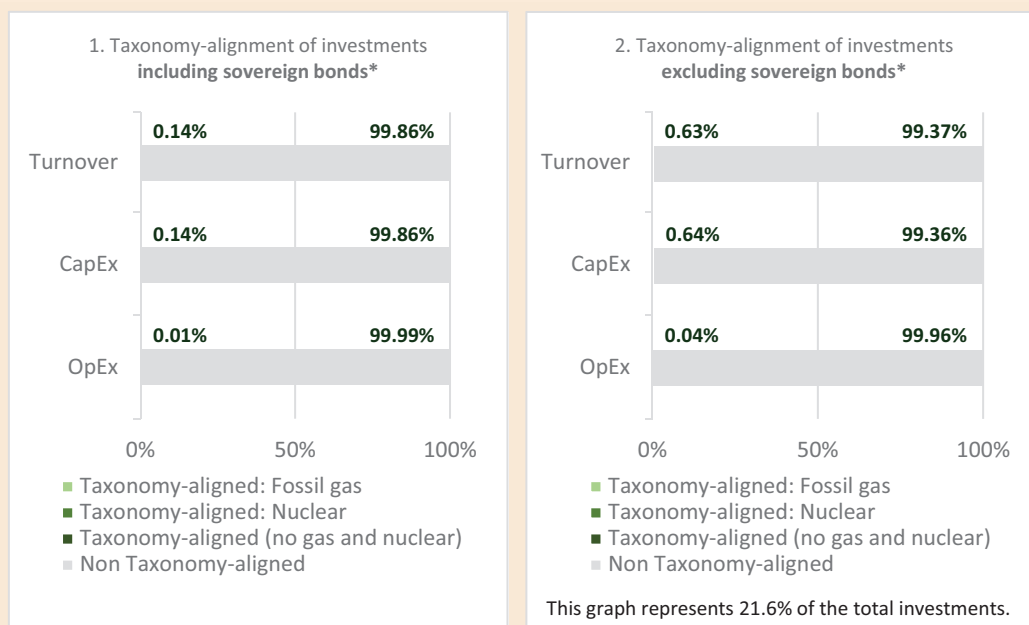 1. Taxonomy-alignment of investments
including sovereign bonds*
0.14% 99.86%
Turnover
0.14% 99.86%
CapEx
0.01% 99.99%
OpEx
0% 50% 100%
Taxonomy-aligned: Fossil gas
Taxonomy-aligned: Nuclear
Taxonomy-aligned (no gas and nuclear)
Non Taxonomy-aligned
2. Taxonomy-alignment of investments
excluding sovereign bonds*
0.63% 99.37%
Turnover
0.64% 99.36%
CapEx
0.04% 99.96%
OpEx
0% 50% 100%
Taxonomy-aligned: Fossil gas
Taxonomy-aligned: Nuclear
Taxonomy-aligned (no gas and nuclear)
Non Taxonomy-aligned
This graph represents 21.6% of the total investments.